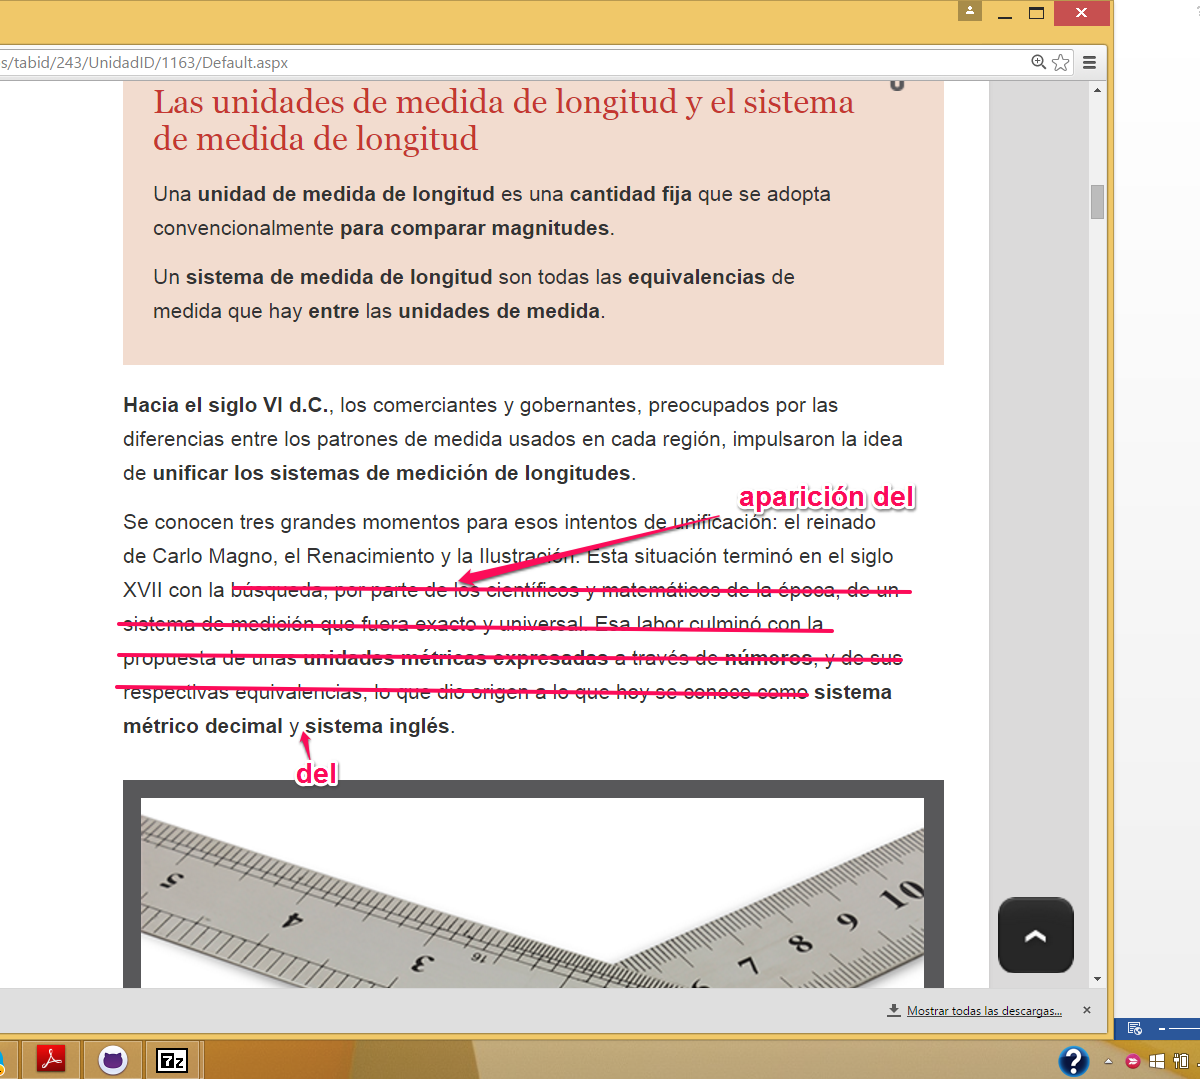 s/tabid/243/UnidadID/1163/Default.aspx
Las unidades de medida de longitud y el sistema
de medida de longitud
Una unidad de medida de longitud es una cantidad fija que se adopta
convencionalmente para comparar magnitudes.
Un sistema de medida de longitud son todas las equivalencias de
medida que hay entre las unidades de medida.
Hacia el siglo VI d.C., los comerciantes y gobernantes, preocupados por las
diferencias entre los patrones de medida usados en cada región, impulsaron la idea
de unificar los sistemas de medición de longitudes.
aparición del
Se conocen tres grandes momentos para esos intentos de unificación: el reinado
de Carlo Magno, el Renacimiento y la Ilustración. Esta situación terminó en el siglo
XVII con la búsqueda, por parte de los científicos y matemáticos de la época, de un
sistema de medición que fuera exacto y universal. Esa labor culminó con la
propuesta de unas unidades métricas expresadas a través de números, y de sus
respectivas equivalencias, lo que dio origen a lo que hoy se conoce como sistema
métrico decimal y sistema inglés.
del
5
4
3
16
7
8
9
10
Mostrar todas las descargas...
7z
?